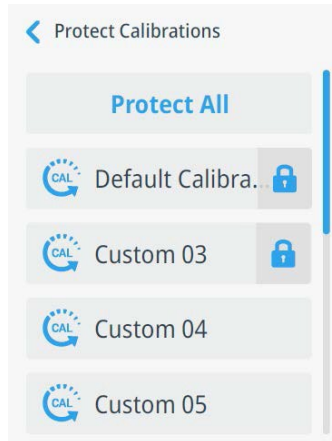 Protect Calibrations
Protect All
CAL Default Calibra...
CAL Custom 03
CAL Custom 04
CAL Custom 05